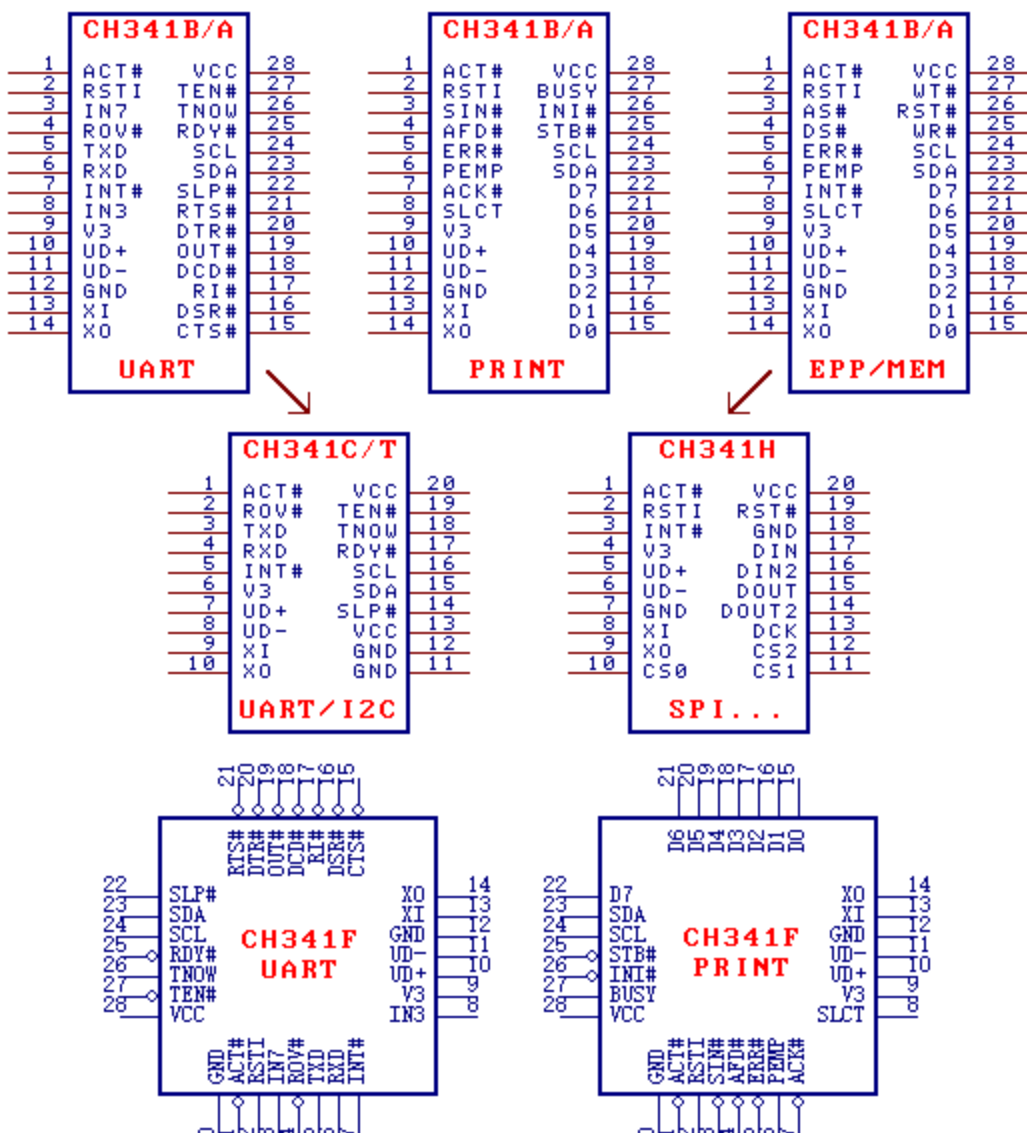 CH341B/A CH341B/A CH341B/A
1 ACT# VCC 28 1 ACT# VCC 28 1 ACT# VCC 28
2 RSTI TEN# 27 2 RSTI BUSY 27 2 RSTI WT# 27
3 IN7 TNOW 26 3 SIN# INI# 26 3 AS# RST# 26
4 ROV# RDY# 25 4 AFD# STB# 25 4 DS# WR# 25
5 TXD SCL 24 5 ERR# SCL 24 5 ERR# SCL 24
6 RXD SDA 23 6 PEMP SDA 23 6 PEMP SDA 23
7 INT# SLP# 22 7 ACK# D7 22 7 INT# D7 22
8 IN3 RTS# 21 8 SLCT D6 21 8 SLCT D6 21
9 V3 DTR# 20 9 V3 D5 20 9 V3 D5 20
10 UD+ OUT# 19 10 UD+ D4 19 10 UD+ D4 19
11 UD- DCD# 18 11 UD- D3 18 11 UD- D3 18
12 GND RI# 17 12 GND D2 17 12 GND D2 17
13 XI DSR# 16 13 XI D1 16 13 XI D1 16
14 XO CTS# 15 14 XO D0 15 14 XO D0 15
UART PRINT EPP/MEM
CH341C/T CH341H
1 ACT# VCC 20 1 ACT# VCC 20
2 ROV# TEN# 19 2 RSTI RST# 19
3 TXD TNOW 18 3 INT# GND 18
4 RXD RDY# 17 4 V3 DIN 17
5 INT# SCL 16 5 UD+ DIN2 16
6 V3 SDA 15 6 UD- DOUT 15
7 UD+ SLP# 14 7 GND DOUT2 14
8 UD- VCC 13 8 XI DCK 13
9 XI GND 12 9 XO CS2 12
10 XO GND 11 10 CS0 CS1 11
UART/I2C SPI...
21 20 19 18 17 16 15 21 20 19 18 17 16 15
RTS# DTR# OUT# DCD# RI# DSR# CTS# D6 D5 D4 D3 D2 D1 D0
22 SLP# XO 14 22 D7 XO 14
23 SDA XI 13 23 SDA XI 13
24 SCL GND 12 24 SCL GND 12
25 RDY# UD- 11 25 STB# UD- 11
26 TNOW UD+ 10 26 INI# UD+ 10
27 TEN# V3 9 27 BUSY V3 9
28 VCC IN3 8 28 VCC SLCT 8
CH341F CH341F
UART PRINT
GND ACT# RSTI IN7 ROV# TXD RXD INT# GND ACT# RSTI SIN# AFD# ERR# PEMP ACK#